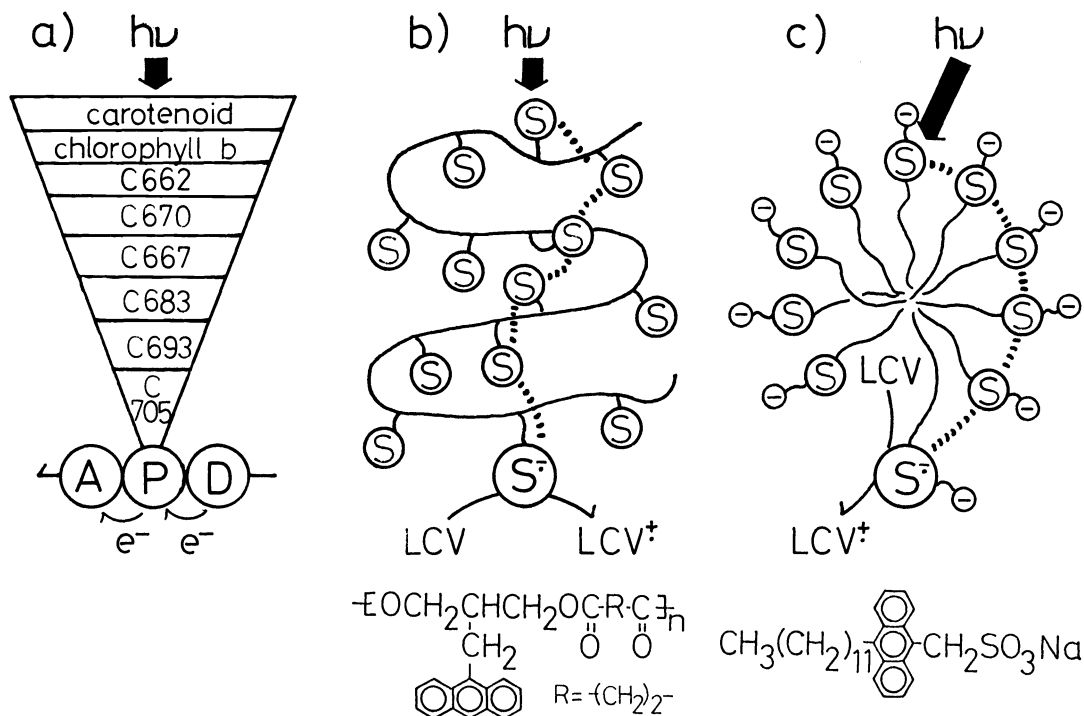 a) hν
carotenoid
chlorophyll b
C662
C670
C667
C683
C693
C
705
A P D
e⁻ e⁻
b) hν
S
S
S
S
S
S
S
S
S
S
S
S
S
S⁻̣
LCV LCV⁺̣
-[OCH₂CHCH₂OC-R-C]n
O O
CH₂
R= -(CH₂)₂-
c) hν
⊖
⊖ S ⊖
S S
⊖ ⊖
S S
⊖ S S ⊖
S LCV S
⊖ ⊖
S⁻̣ ⊖
LCV⁺̣
CH₃(CH₂)₁₁ CH₂SO₃Na